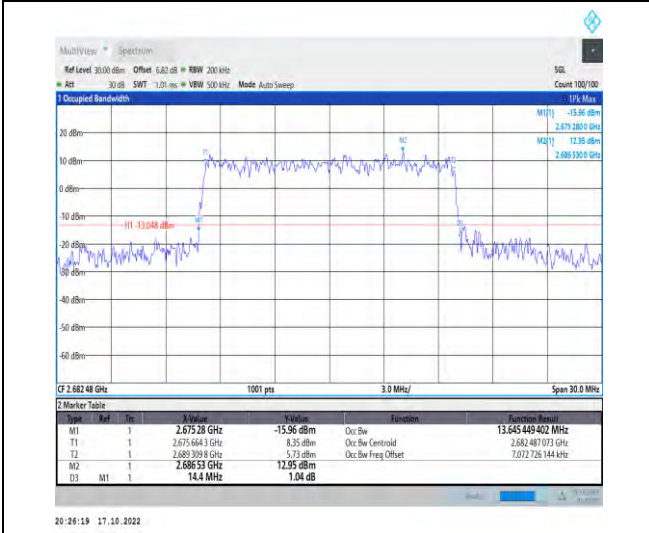 MultiView Spectrum
Ref Level 30.00 dBm Offset 6.82 dB RBW 200 kHz SGL
Att 30 dB SWT 1.01 ms VBW 500 kHz Mode Auto Sweep Count 100/100
1 Occupied Bandwidth 1Pk Max
M1[1] -15.96 dBm
2.675 280 0 GHz
M2[1] 12.95 dBm
2.686 530 0 GHz
20 dBm
M2
T1
10 dBm
0 dBm
-10 dBm
H1 -13.048 dBm
M1
-20 dBm
-30 dBm
-40 dBm
-50 dBm
-60 dBm
CF 2.682 48 GHz 1001 pts 3.0 MHz/ Span 30.0 MHz
2 Marker Table
Type Ref Trc X-Value Y-Value Function Function Result
M1 1 2.675 28 GHz -15.96 dBm Occ Bw 13.645 449 402 MHz
T1 1 2.675 664 3 GHz 8.35 dBm Occ Bw Centroid 2.682 487 073 GHz
T2 1 2.689 309 8 GHz 5.73 dBm Occ Bw Freq Offset 7.072 726 144 kHz
M2 1 2.686 53 GHz 12.95 dBm
D3 M1 1 14.4 MHz 1.04 dB
20:26:19 17.10.2022